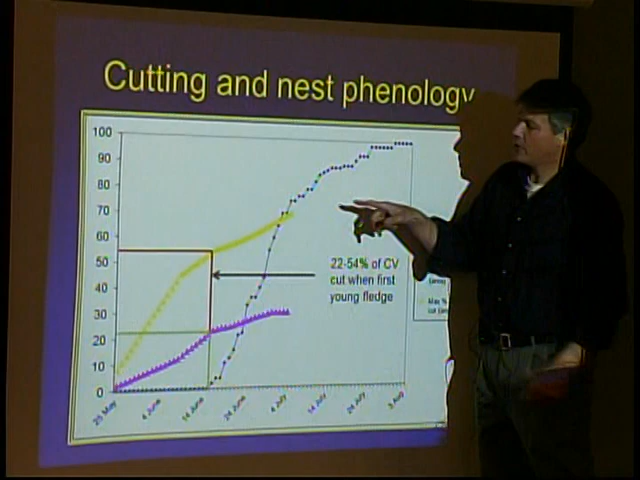 Cutting and nest phenology
100
90
80
70
60
50
40
30
20
10
0
22-54% of CV
cut when first
young fledge
25 May
4 June
14 June
24 June
4 July
14 July
24 July
3 Aug